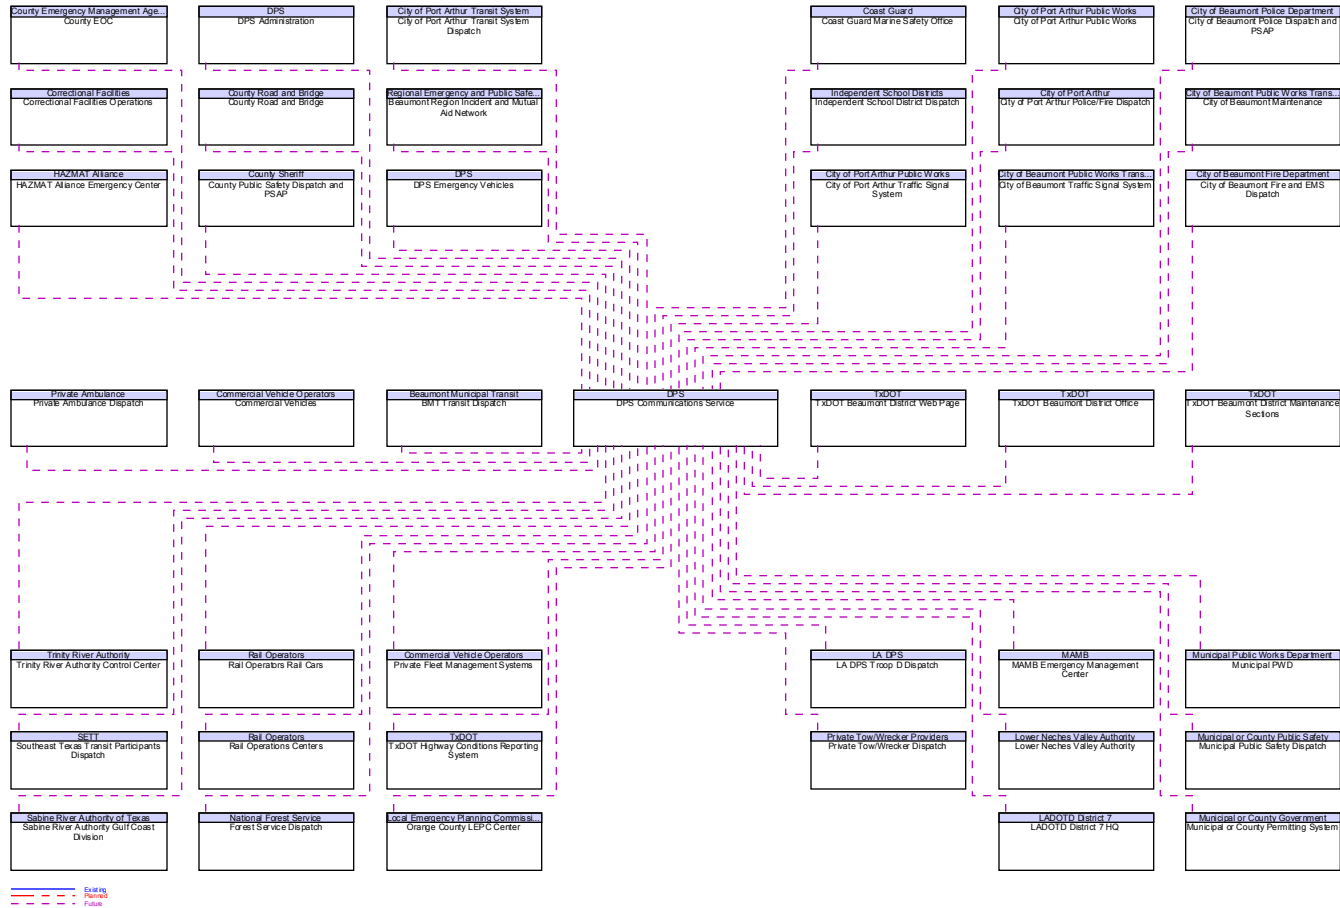 County Emergency Management Age...
County EOC
DPS
DPS Administration
City of Port Arthur Transit System
City of Port Arthur Transit System
Dispatch
Coast Guard
Coast Guard Marine Safety Office
City of Port Arthur Public Works
City of Port Arthur Public Works
City of Beaumont Police Department
City of Beaumont Police Dispatch and
PSAP
Correctional Facilities
Correctional Facilities Operations
County Road and Bridge
County Road and Bridge
Regional Emergency and Public Safe...
Beaumont Region Incident and Mutual
Aid Network
Independent School Districts
Independent School District Dispatch
City of Port Arthur
City of Port Arthur Police/Fire Dispatch
City of Beaumont Public Works Trans...
City of Beaumont Maintenance
HAZMAT Alliance
HAZMAT Alliance Emergency Center
County Sheriff
County Public Safety Dispatch and
PSAP
DPS
DPS Emergency Vehicles
City of Port Arthur Public Works
City of Port Arthur Traffic Signal
System
City of Beaumont Public Works Trans...
City of Beaumont Traffic Signal System
City of Beaumont Fire Department
City of Beaumont Fire and EMS
Dispatch
Private Ambulance
Private Ambulance Dispatch
Commercial Vehicle Operators
Commercial Vehicles
Beaumont Municipal Transit
BMT Transit Dispatch
DPS
DPS Communications Service
TxDOT
TxDOT Beaumont District Web Page
TxDOT
TxDOT Beaumont District Office
TxDOT
TxDOT Beaumont District Maintenance
Sections
Trinity River Authority
Trinity River Authority Control Center
Rail Operators
Rail Operators Rail Cars
Commercial Vehicle Operators
Private Fleet Management Systems
LA DPS
LA DPS Troop D Dispatch
MAMB
MAMB Emergency Management
Center
Municipal Public Works Department
Municipal PWD
SETT
Southeast Texas Transit Participants
Dispatch
Rail Operators
Rail Operations Centers
TxDOT
TxDOT Highway Conditions Reporting
System
Private Tow/Wrecker Providers
Private Tow/Wrecker Dispatch
Lower Neches Valley Authority
Lower Neches Valley Authority
Municipal or County Public Safety
Municipal Public Safety Dispatch
Sabine River Authority of Texas
Sabine River Authority Gulf Coast
Division
National Forest Service
Forest Service Dispatch
Local Emergency Planning Commissi...
Orange County LEPC Center
LADOTD District 7
LADOTD District 7 HQ
Municipal or County Government
Municipal or County Permitting System
Existing
Planned
Future